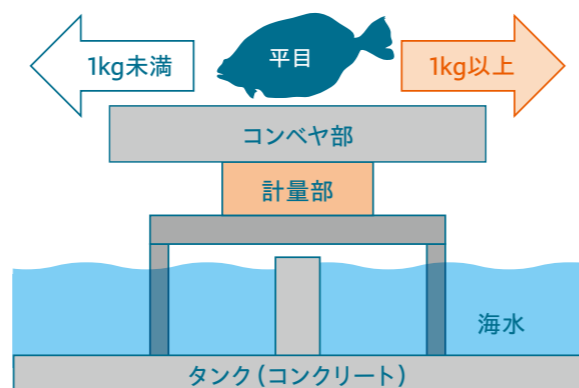 平目
1kg未満
1kg以上
コンベヤ部
計量部
海水
タンク(コンクリート)